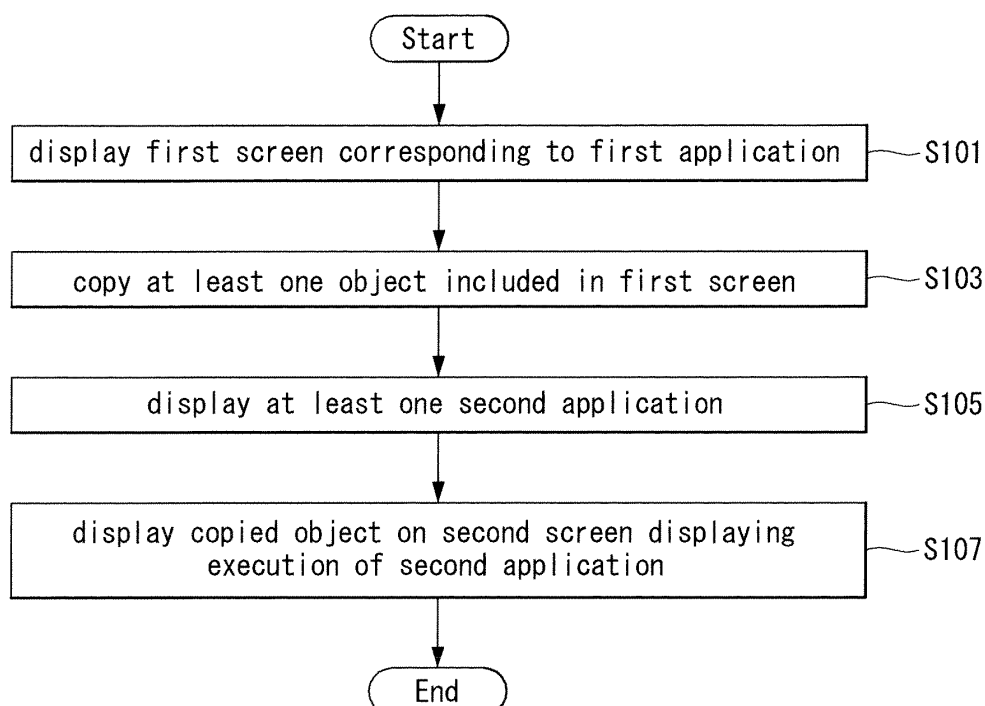 Start
display first screen corresponding to first application
S101
copy at least one object included in first screen
S103
display at least one second application
S105
display copied object on second screen displaying
execution of second application
S107
End